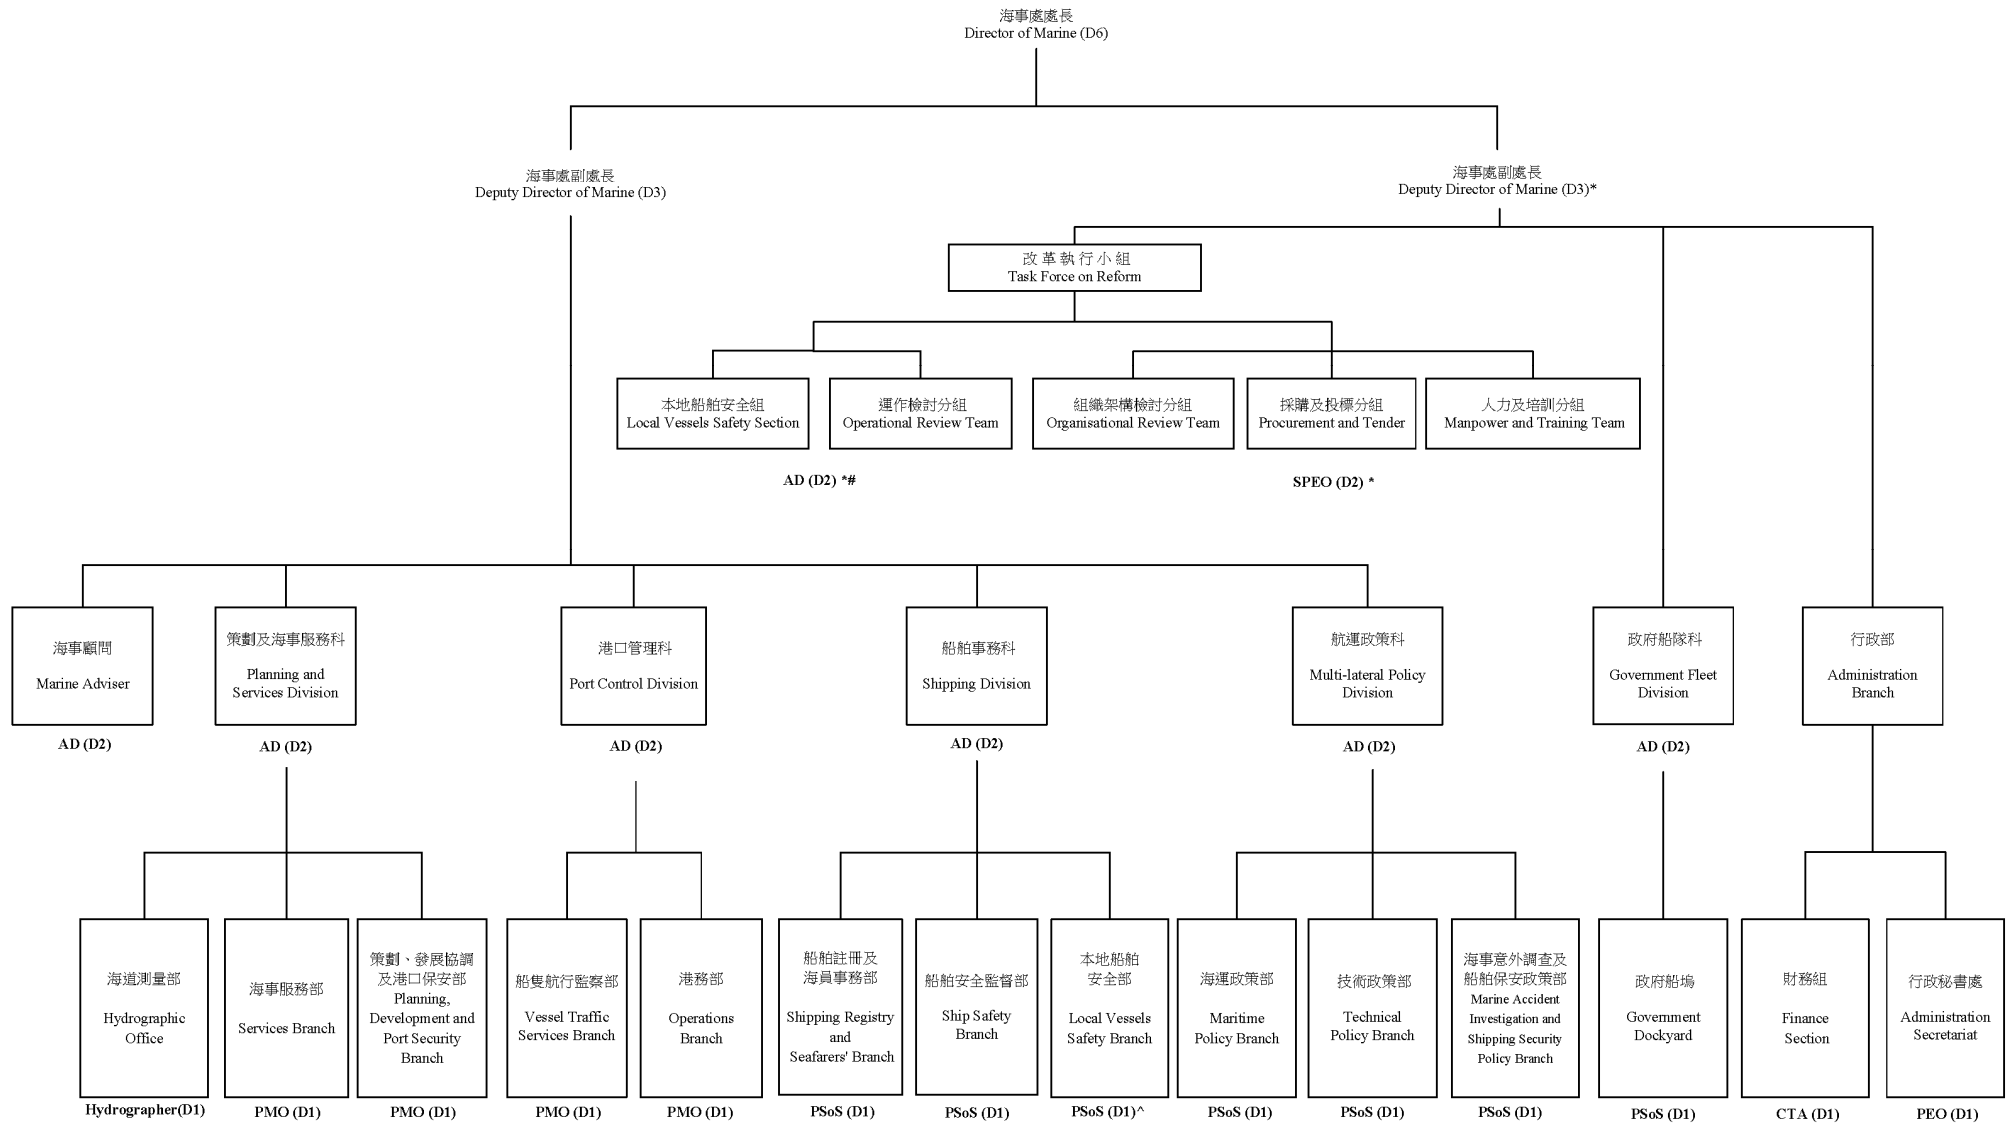 海事處處長
Director of Marine (D6)
海事處副處長
Deputy Director of Marine (D3)
海事處副處長
Deputy Director of Marine (D3)*
改 革 執 行 小 組
Task Force on Reform
本地船舶安全組
Local Vessels Safety Section
運作檢討分組
Operational Review Team
組織架構檢討分組
Organisational Review Team
採購及投標分組
Procurement and Tender
人力及培訓分組
Manpower and Training Team
AD (D2) *#
SPEO (D2) *
海事顧問
Marine Adviser
AD (D2)
策劃及海事服務科
Planning and
Services Division
AD (D2)
港口管理科
Port Control Division
AD (D2)
船舶事務科
Shipping Division
AD (D2)
航運政策科
Multi-lateral Policy
Division
AD (D2)
政府船隊科
Government Fleet
Division
AD (D2)
行政部
Administration
Branch
海道測量部
Hydrographic
Office
Hydrographer(D1)
海事服務部
Services Branch
PMO (D1)
策劃、發展協調
及港口保安部
Planning,
Development and
Port Security
Branch
PMO (D1)
船隻航行監察部
Vessel Traffic
Services Branch
PMO (D1)
港務部
Operations
Branch
PMO (D1)
船舶註冊及
海員事務部
Shipping Registry
and
Seafarers' Branch
PSoS (D1)
船舶安全監督部
Ship Safety
Branch
PSoS (D1)
本地船舶
安全部
Local Vessels
Safety Branch
PSoS (D1)^
海運政策部
Maritime
Policy Branch
PSoS (D1)
技術政策部
Technical
Policy Branch
PSoS (D1)
海事意外調查及
船舶保安政策部
Marine Accident
Investigation and
Shipping Security
Policy Branch
PSoS (D1)
政府船塢
Government
Dockyard
PSoS (D1)
財務組
Finance
Section
CTA (D1)
行政秘書處
Administration
Secretariat
PEO (D1)